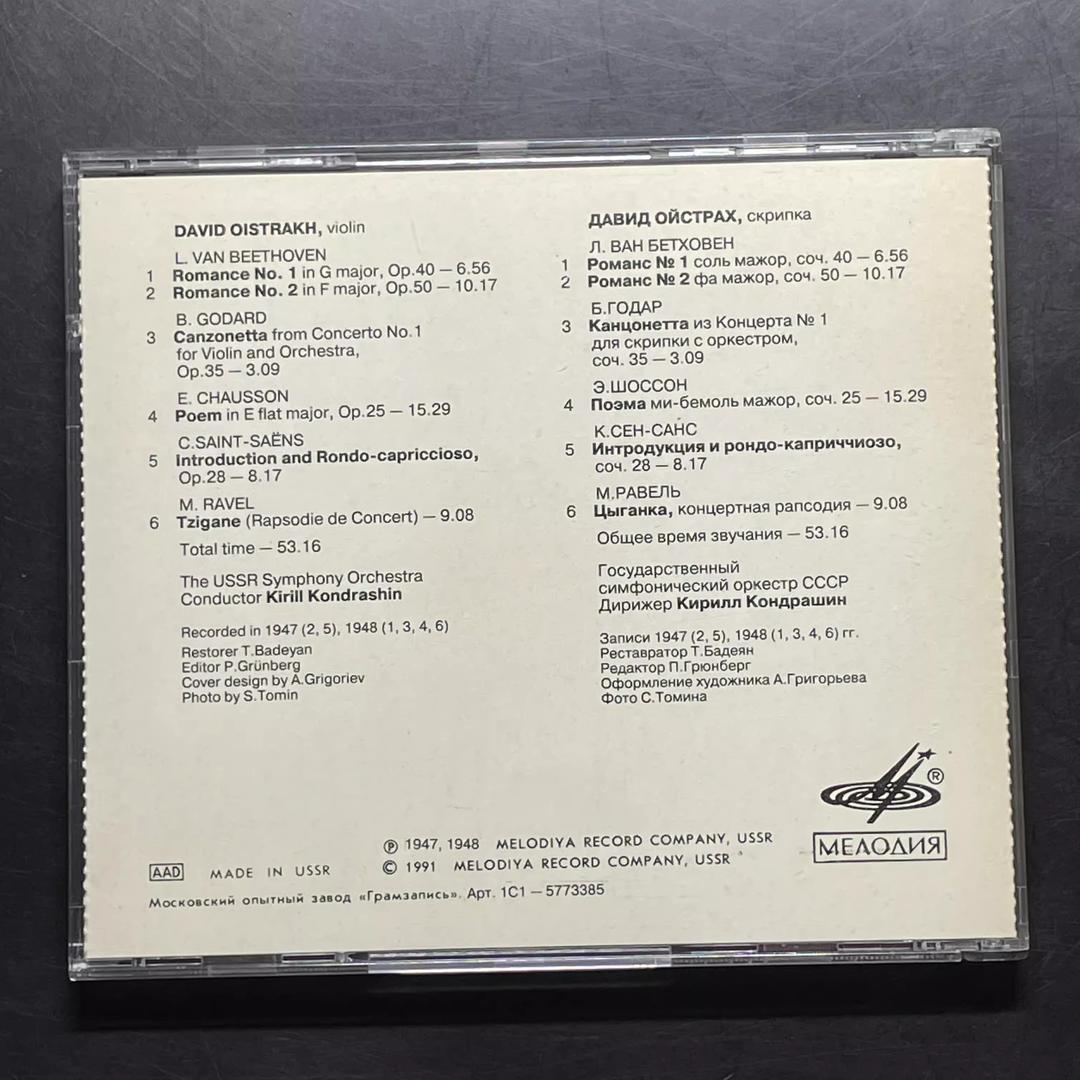 DAVID OISTRAKH, violin
L. VAN BEETHOVEN
1 Romance No. 1 in G major, Op.40 — 6.56
2 Romance No. 2 in F major, Op.50 — 10.17
B. GODARD
3 Canzonetta from Concerto No.1
for Violin and Orchestra,
Op.35 — 3.09
E. CHAUSSON
4 Poem in E flat major, Op.25 — 15.29
C.SAINT-SAËNS
5 Introduction and Rondo-capriccioso,
Op.28 — 8.17
M. RAVEL
6 Tzigane (Rapsodie de Concert) — 9.08
Total time — 53.16
The USSR Symphony Orchestra
Conductor Kirill Kondrashin
Recorded in 1947 (2, 5), 1948 (1, 3, 4, 6)
Restorer T.Badeyan
Editor P.Grünberg
Cover design by A.Grigoriev
Photo by S.Tomin
ДАВИД ОЙСТРАХ, скрипка
Л. ВАН БЕТХОВЕН
1 Романс № 1 соль мажор, соч. 40 — 6.56
2 Романс № 2 фа мажор, соч. 50 — 10.17
Б.ГОДАР
3 Канцонетта из Концерта № 1
для скрипки с оркестром,
соч. 35 — 3.09
Э.ШОССОН
4 Поэма ми-бемоль мажор, соч. 25 — 15.29
К.СЕН-САНС
5 Интродукция и рондо-каприччиозо,
соч. 28 — 8.17
М.РАВЕЛЬ
6 Цыганка, концертная рапсодия — 9.08
Общее время звучания — 53.16
Государственный
симфонический оркестр СССР
Дирижер Кирилл Кондрашин
Записи 1947 (2, 5), 1948 (1, 3, 4, 6) гг.
Реставратор Т.Бадеян
Редактор П.Грюнберг
Оформление художника А.Григорьева
Фото С.Томина
®
МЕЛОДИЯ
℗ 1947, 1948 MELODIYA RECORD COMPANY, USSR
AAD MADE IN USSR © 1991 MELODIYA RECORD COMPANY, USSR
Московский опытный завод «Грамзапись». Арт. 1С1 — 5773385